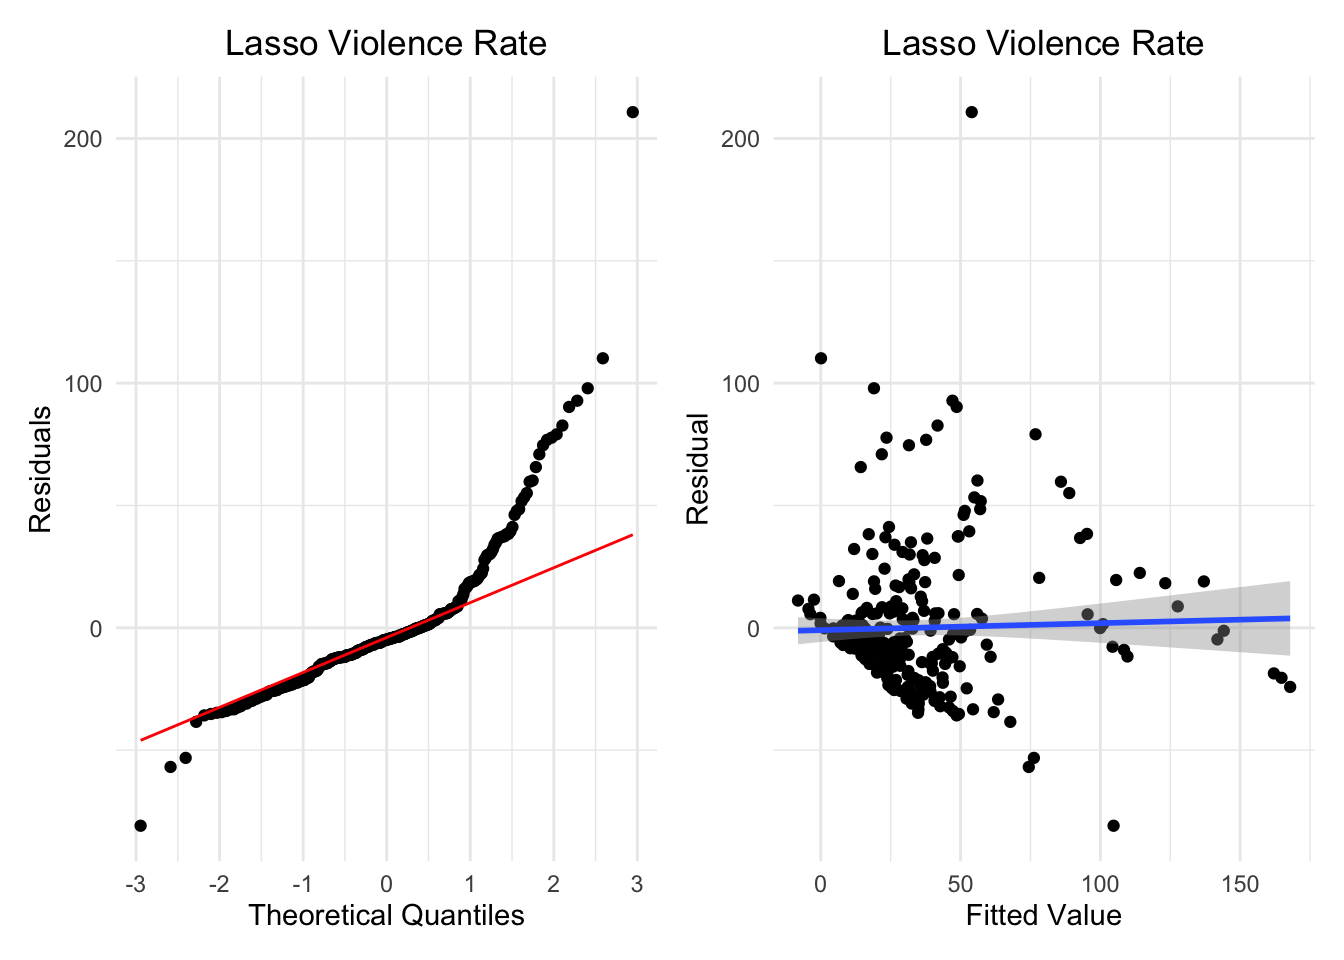 Lasso Violence Rate
Residuals
200
100
0
-3 -2 -1 0 1 2 3
Theoretical Quantiles
Lasso Violence Rate
Residual
200
100
0
0 50 100 150
Fitted Value